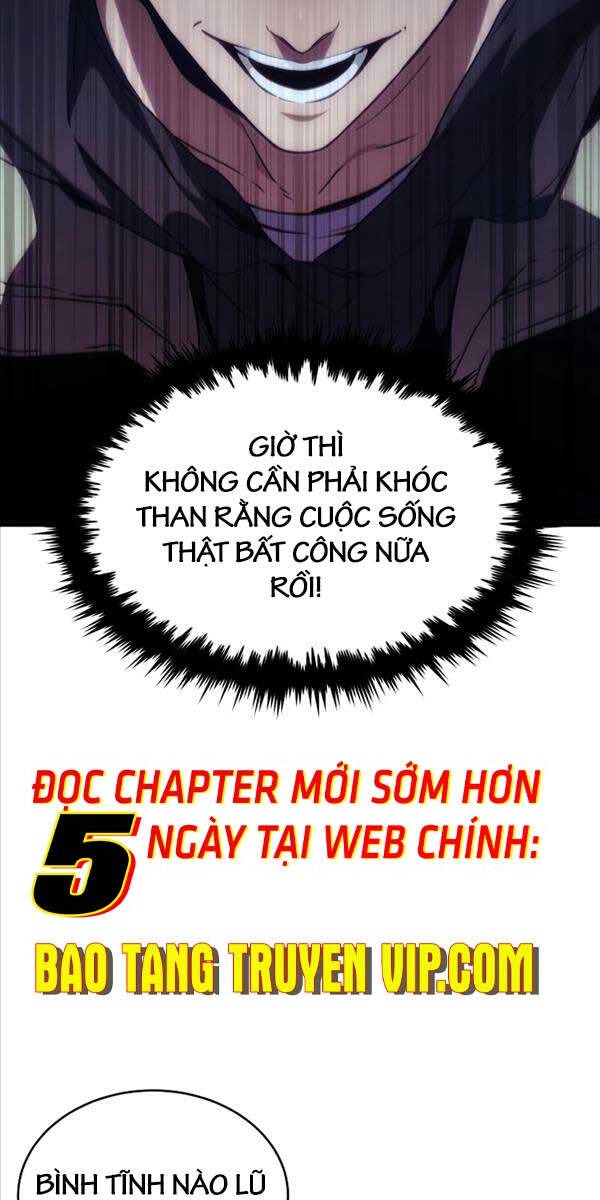 GIỜ THÌ
KHÔNG CẦN PHẢI KHÓC
THAN RẰNG CUỘC SỐNG
THẬT BẤT CÔNG NỮA
RỒI!
ĐỌC CHAPTER MỚI SỚM HƠN
5 NGÀY TẠI WEB CHÍNH:
BAO TANG TRUYEN VIP.COM
BÌNH TĨNH NÀO LŨ